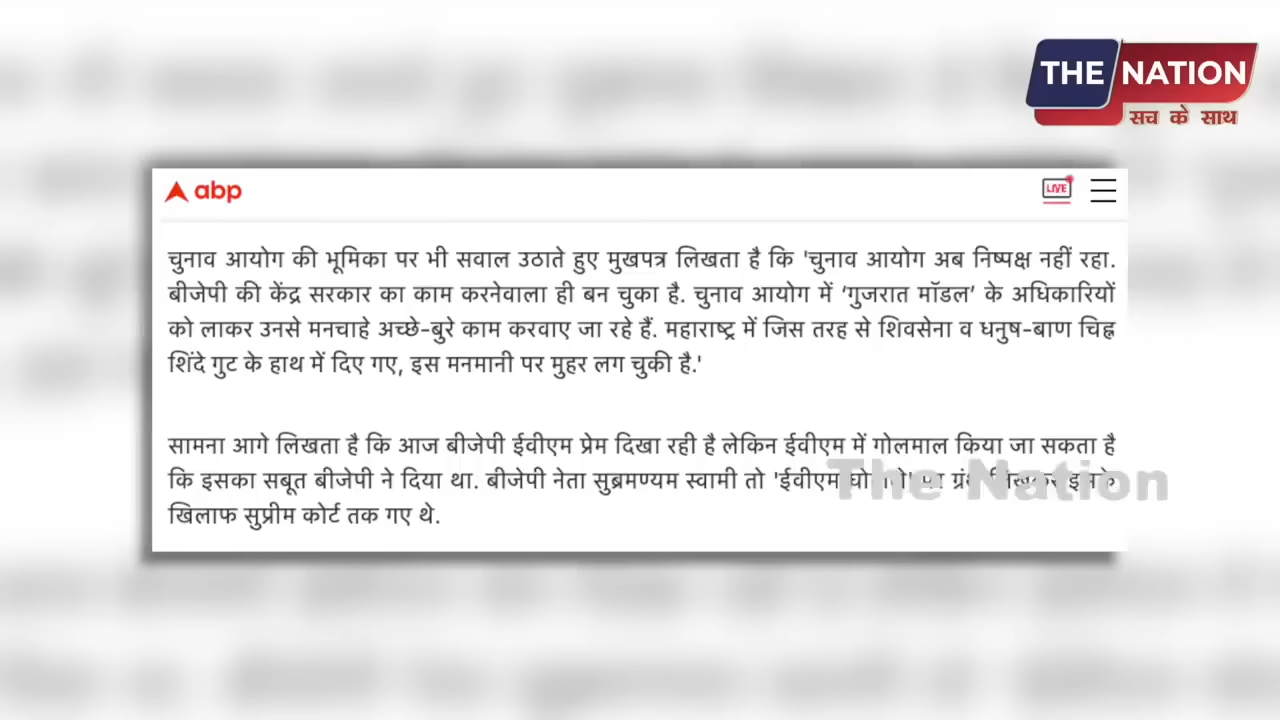 THE NATION
सच के साथ
abp
LIVE
चुनाव आयोग की भूमिका पर भी सवाल उठाते हुए मुखपत्र लिखता है कि 'चुनाव आयोग अब निष्पक्ष नहीं रहा.
बीजेपी की केंद्र सरकार का काम करनेवाला ही बन चुका है. चुनाव आयोग में ‘गुजरात मॉडल’ के अधिकारियों
को लाकर उनसे मनचाहे अच्छे-बुरे काम करवाए जा रहे हैं. महाराष्ट्र में जिस तरह से शिवसेना व धनुष-बाण चिह्न
शिंदे गुट के हाथ में दिए गए, इस मनमानी पर मुहर लग चुकी है.'
सामना आगे लिखता है कि आज बीजेपी ईवीएम प्रेम दिखा रही है लेकिन ईवीएम में गोलमाल किया जा सकता है
कि इसका सबूत बीजेपी ने दिया था. बीजेपी नेता सुब्रमण्यम स्वामी तो 'ईवीएम इसके
The Nation
खिलाफ सुप्रीम कोर्ट तक गए थे.